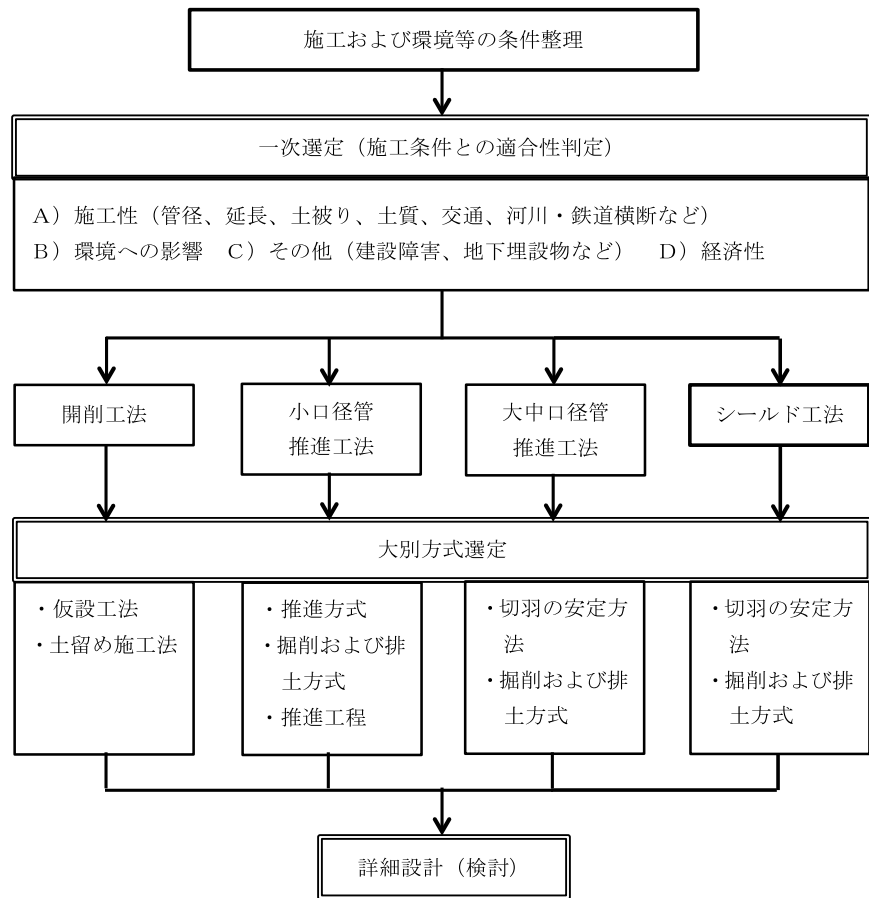 施工および環境等の条件整理
一次選定（施工条件との適合性判定）
A）施工性（管径、延長、土被り、土質、交通、河川・鉄道横断など）
B）環境への影響　C）その他（建設障害、地下埋設物など）　D）経済性
開削工法
小口径管
推進工法
大中口径管
推進工法
シールド工法
大別方式選定
・仮設工法
・土留め施工法
・推進方式
・掘削および排
土方式
・推進工程
・切羽の安定方
法
・掘削および排
土方式
・切羽の安定方
法
・掘削および排
土方式
詳細設計（検討）